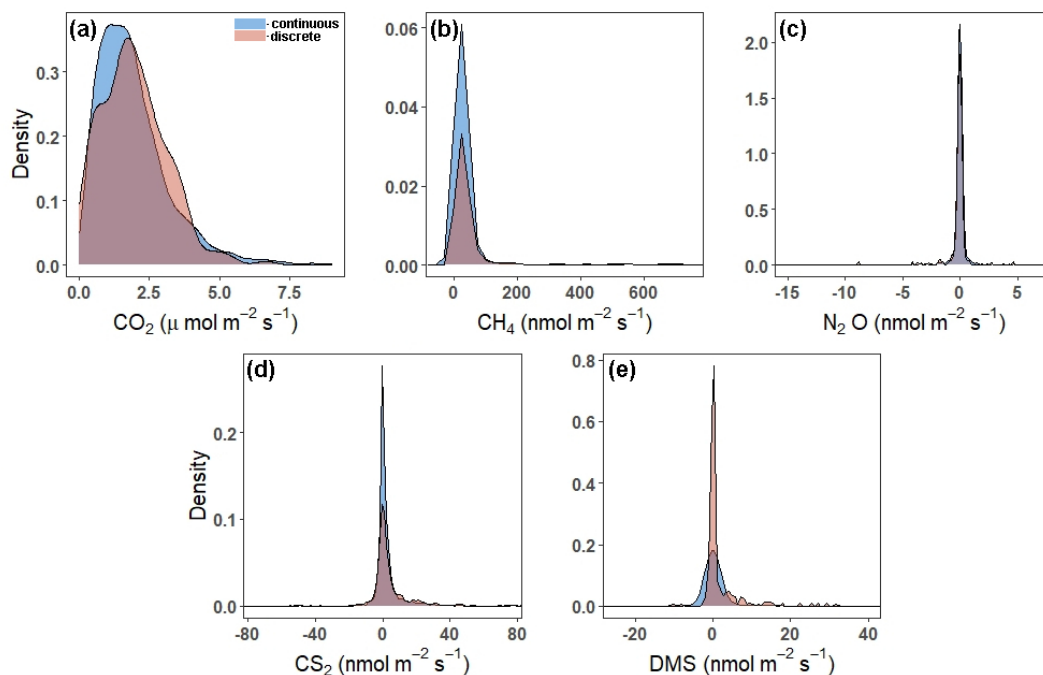 (a)
continuous
discrete
0.3
0.2
0.1
0.0
Density
0.0 2.5 5.0 7.5
CO₂ (μ mol m⁻² s⁻¹)
(b)
0.06
0.04
0.02
0.00
0 200 400 600
CH₄ (nmol m⁻² s⁻¹)
(c)
2.0
1.5
1.0
5.0
0.0
-15 -10 -5 0 5
N₂ O (nmol m⁻² s⁻¹)
(d)
0.2
0.1
0.0
Density
-80 -40 0 40 80
CS₂ (nmol m⁻² s⁻¹)
(e)
0.8
0.6
0.4
0.2
0.0
-20 0 20 40
DMS (nmol m⁻² s⁻¹)